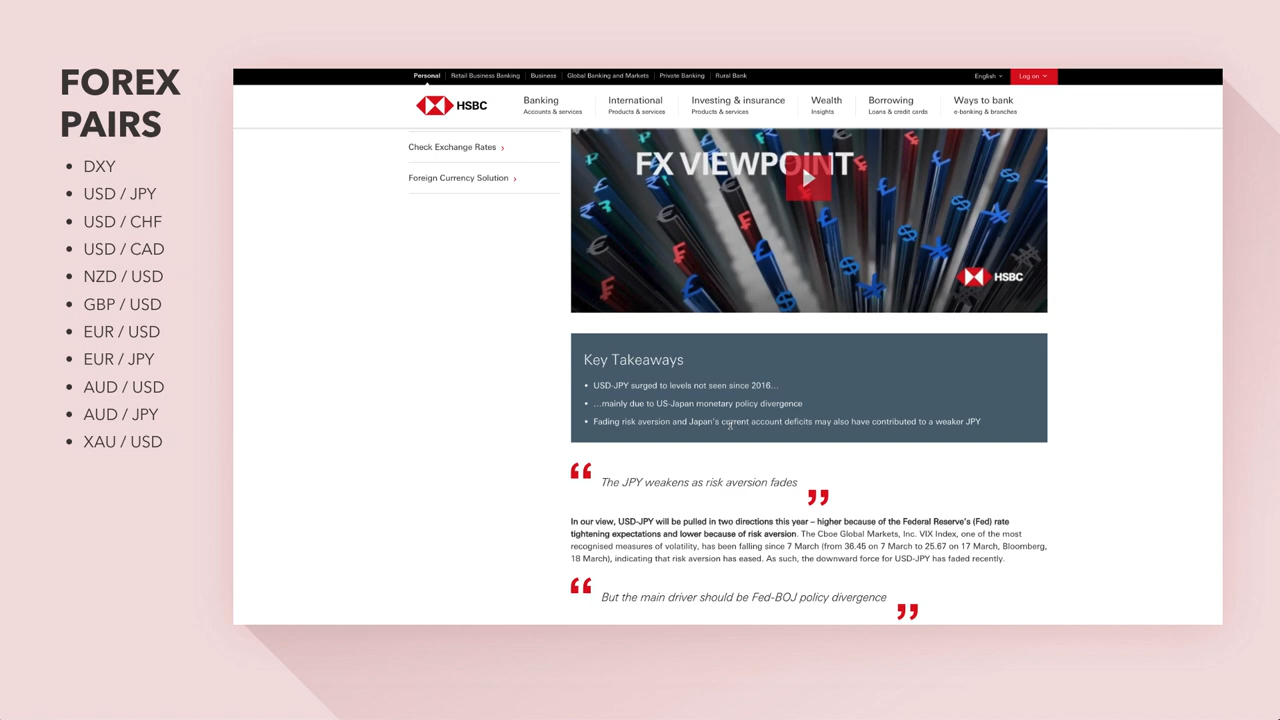 FOREX
PAIRS
• DXY
• USD / JPY
• USD / CHF
• USD / CAD
• NZD / USD
• GBP / USD
• EUR / USD
• EUR / JPY
• AUD / USD
• AUD / JPY
• XAU / USD
Personal | Retail Business Banking | Business | Global Banking and Markets | Private Banking | Rural Bank
English
Log on
HSBC
Banking
Accounts & services
International
Products & services
Investing & insurance
Products & services
Wealth
Insights
Borrowing
Loans & credit cards
Ways to bank
e-banking & branches
Check Exchange Rates
Foreign Currency Solution
FX VIEWPOINT
HSBC
Key Takeaways
• USD-JPY surged to levels not seen since 2016...
• ...mainly due to US-Japan monetary policy divergence
• Fading risk aversion and Japan's current account deficits may also have contributed to a weaker JPY
“ The JPY weakens as risk aversion fades ”
In our view, USD-JPY will be pulled in two directions this year – higher because of the Federal Reserve's (Fed) rate
tightening expectations and lower because of risk aversion. The Cboe Global Markets, Inc. VIX Index, one of the most
recognised measures of volatility, has been falling since 7 March (from 36.45 on 7 March to 25.67 on 17 March, Bloomberg,
18 March), indicating that risk aversion has eased. As such, the downward force for USD-JPY has faded recently.
“ But the main driver should be Fed-BOJ policy divergence ”